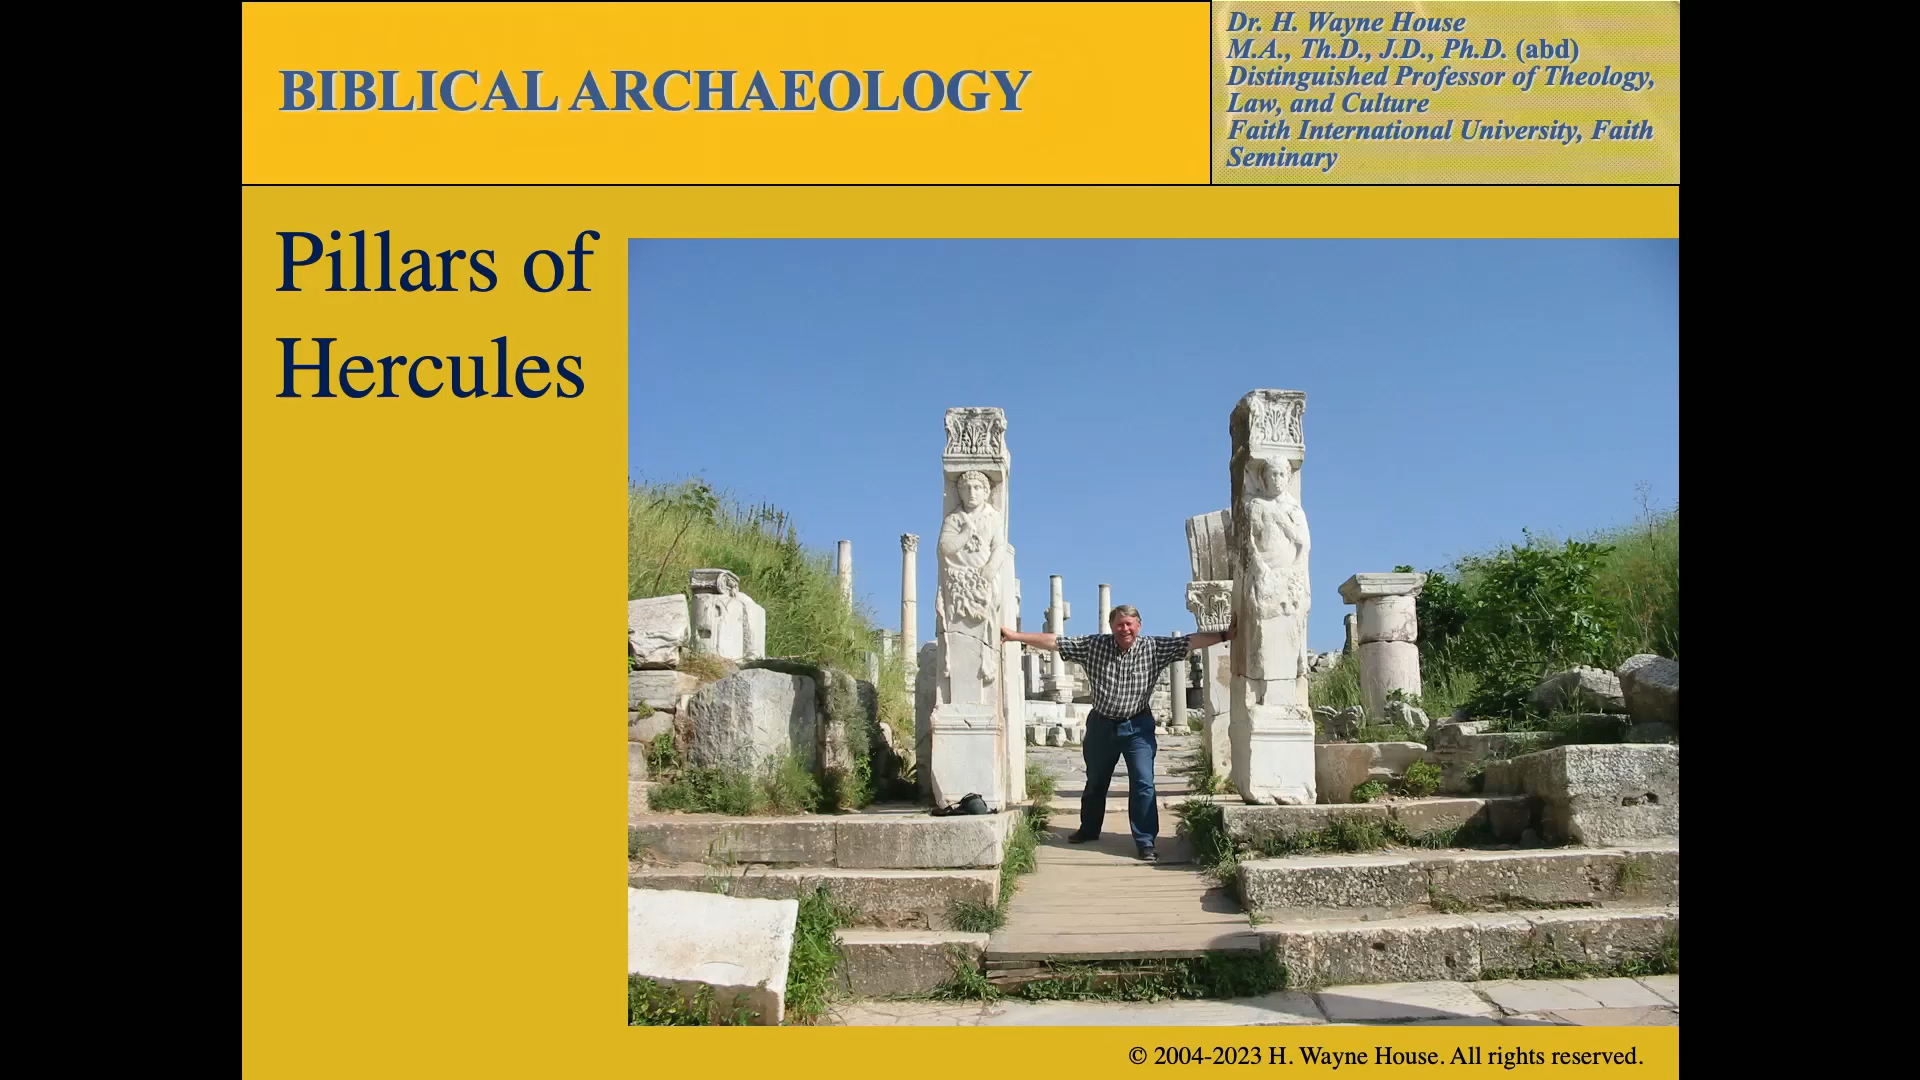 BIBLICAL ARCHAEOLOGY
Dr. H. Wayne House
M.A., Th.D., J.D., Ph.D. (abd)
Distinguished Professor of Theology,
Law, and Culture
Faith International University, Faith
Seminary
Pillars of
Hercules
© 2004-2023 H. Wayne House. All rights reserved.